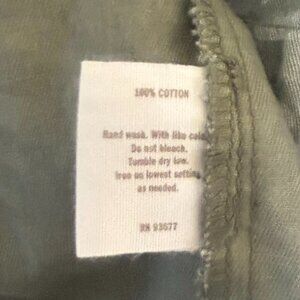 100% COTTON
Hand wash. With like colo
Do not bleach.
Tumble dry low.
Iron on lowest setting
as needed.
RN 93677